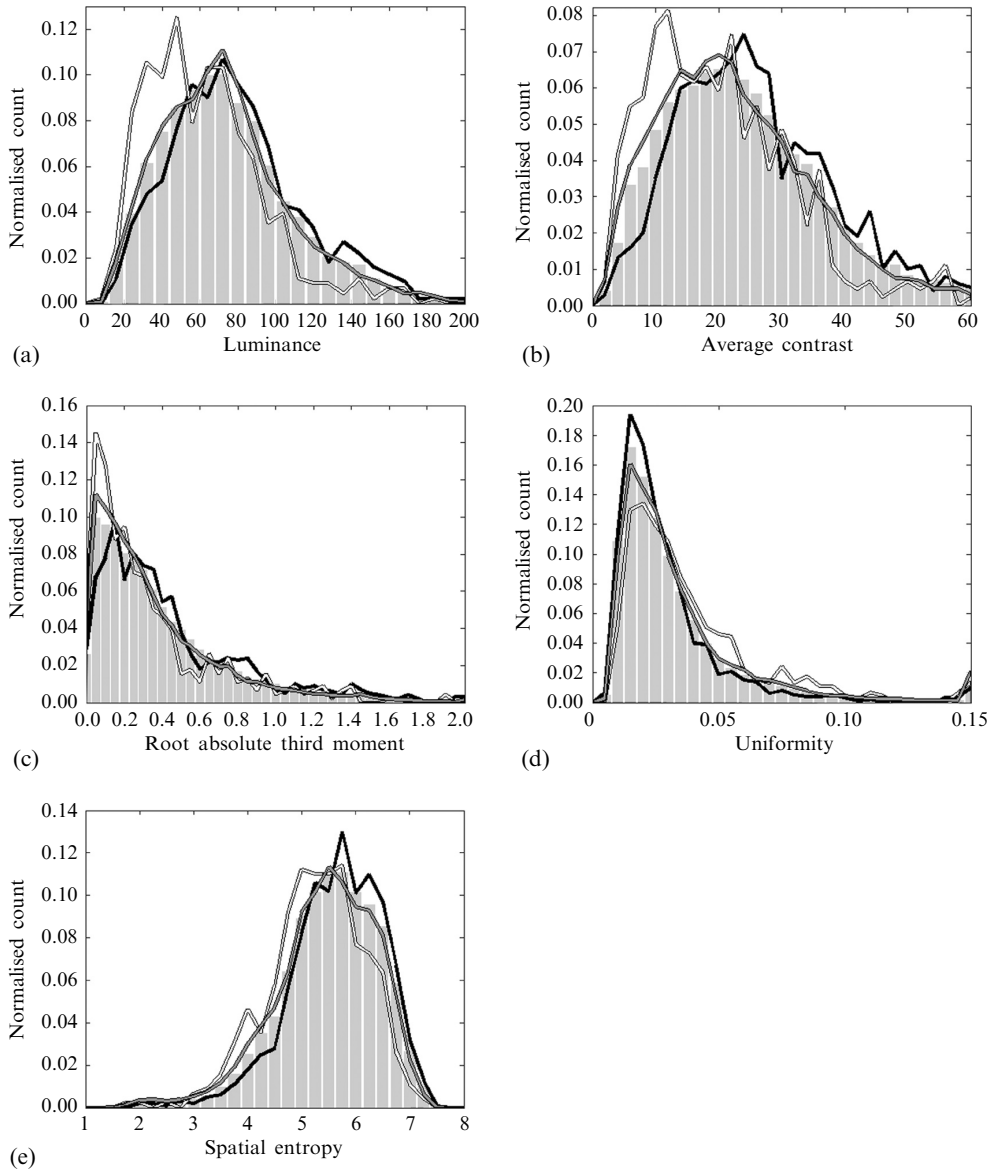 Normalised count
0.12
0.10
0.08
0.06
0.04
0.02
0.00
0 20 40 60 80 100 120 140 160 180 200
Luminance
(a)
Normalised count
0.08
0.07
0.06
0.05
0.04
0.03
0.02
0.01
0.00
0 10 20 30 40 50 60
Average contrast
(b)
Normalised count
0.16
0.14
0.12
0.10
0.08
0.06
0.04
0.02
0.00
0.0 0.2 0.4 0.6 0.8 1.0 1.2 1.4 1.6 1.8 2.0
Root absolute third moment
(c)
Normalised count
0.20
0.18
0.16
0.14
0.12
0.10
0.08
0.06
0.04
0.02
0.00
0 0.05 0.10 0.15
Uniformity
(d)
Normalised count
0.14
0.12
0.10
0.08
0.06
0.04
0.02
0.00
1 2 3 4 5 6 7 8
Spatial entropy
(e)